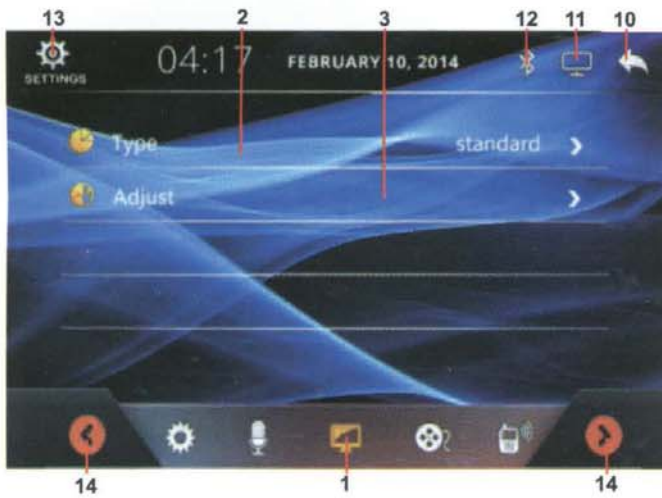 13 2 3 12 11 10
04:17 FEBRUARY 10, 2014
SETTINGS
Type standard
Adjust
14 1 14